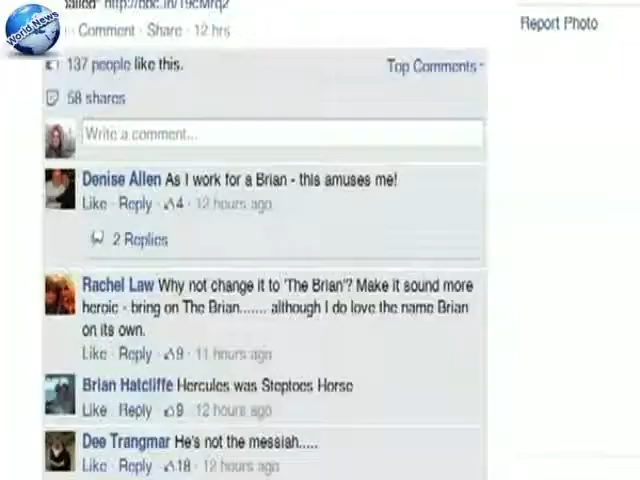 World News
http://bbc.in/19cMrq2
Comment · Share · 12 hrs
Report Photo
137 people like this.
Top Comments
58 shares
Write a comment...
Denise Allen As I work for a Brian - this amuses me!
Like · Reply · 4 · 12 hours ago
2 Replies
Rachel Law Why not change it to 'The Brian'? Make it sound more
heroic - bring on The Brian....... although I do love the name Brian
on its own.
Like · Reply · 9 · 11 hours ago
Brian Hatcliffe Hercules was Steptoes Horse
Like · Reply · 9 · 12 hours ago
Dee Trangmar He's not the messiah.....
Like · Reply · 18 · 12 hours ago